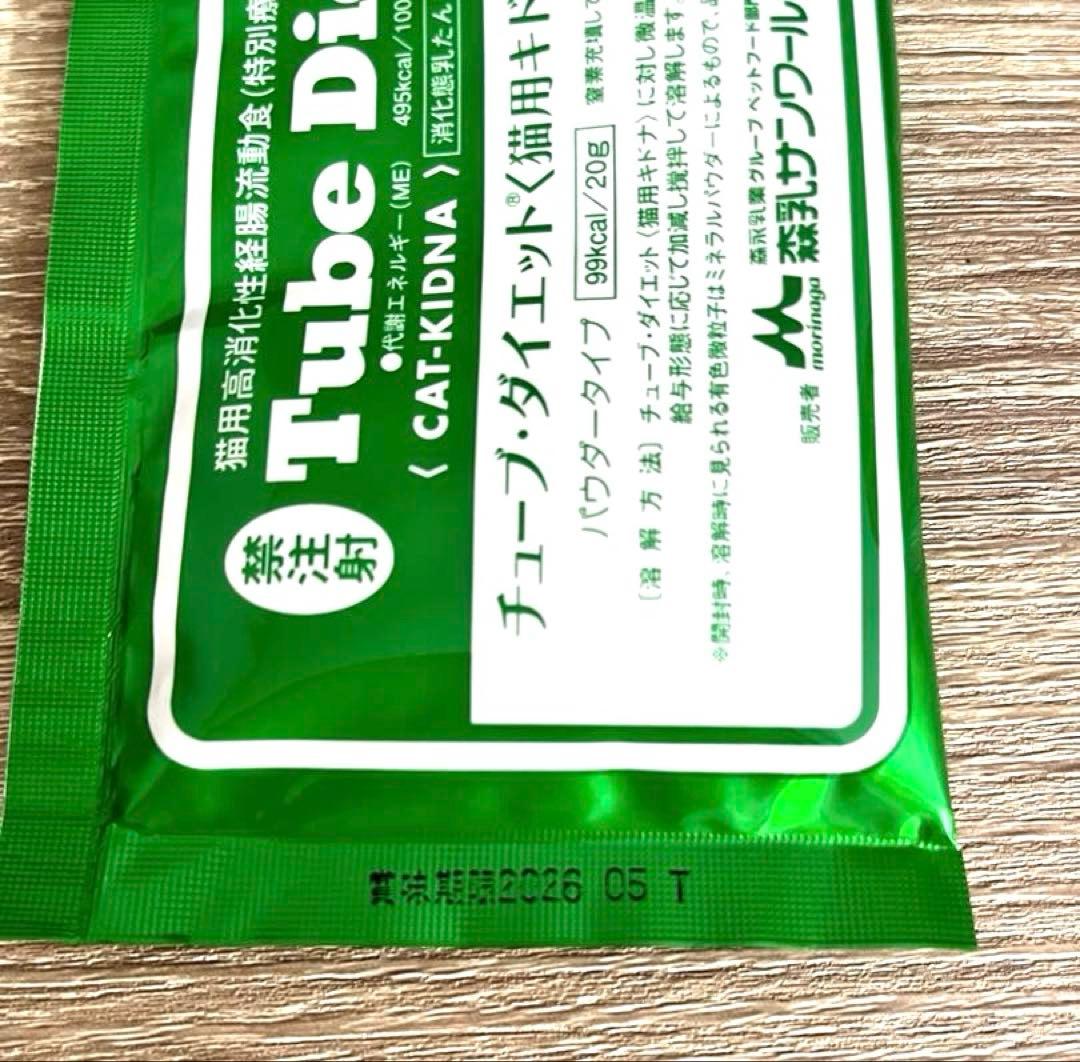 猫用高消化性経腸流動食(特別療
Tube Di
禁注射
●代謝エネルギー(ME) 495kcal/100
〈 CAT-KIDNA 〉 消化態乳たん
チューブ・ダイエット®〈猫用キド
パウダータイプ 99kcal/20g 窒素充填して
〔溶 解 方 法〕 チューブ・ダイエット〈猫用キドナ〉に対し微温
給与形態に応じて加減し撹拌して溶解します。
※開封時、溶解時に見られる有色微粒子はミネラルパウダーによるもので、
森永乳業グループ ペットフード部門
販売者 morinaga 森乳サンワール
賞味期限2026 05 T